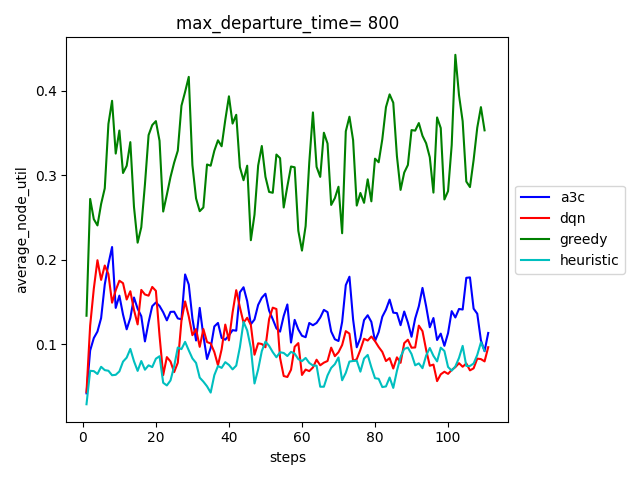 max_departure_time= 800
average_node_util
0.4
0.3
0.2
0.1
0
20
40
60
80
100
steps
a3c
dqn
greedy
heuristic